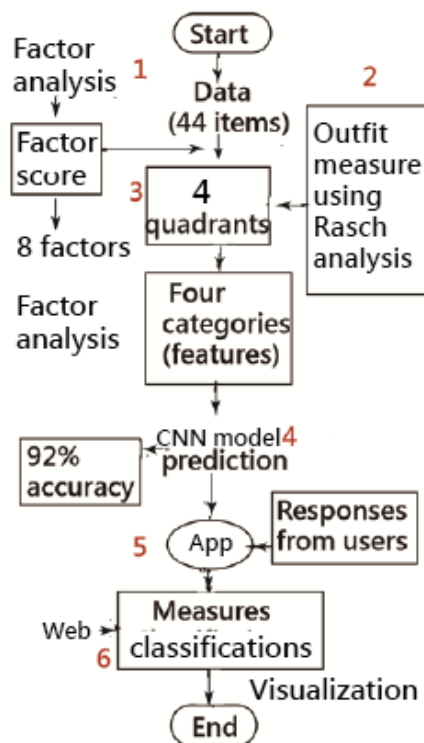 Start
Factor
analysis
1
2
Data
(44 items)
Factor
score
Outfit
measure
using
Rasch
analysis
3
4
quadrants
8 factors
Factor
analysis
Four
categories
(features)
CNN model
4
prediction
92%
accuracy
5
App
Responses
from users
Web
Measures
classifications
6
Visualization
End